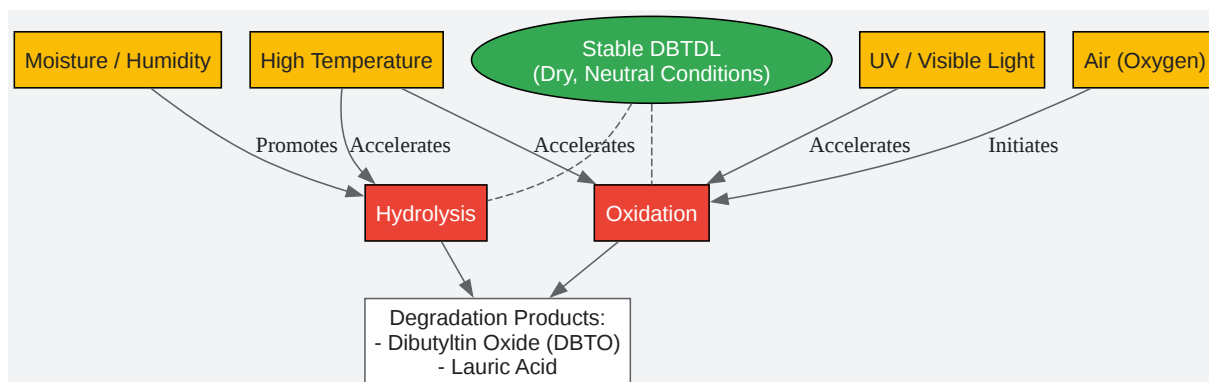 Moisture / Humidity
High Temperature
Stable DBTDL
(Dry, Neutral Conditions)
UV / Visible Light
Air (Oxygen)
Promotes
Accelerates
Accelerates
Accelerates
Initiates
Hydrolysis
Oxidation
Degradation Products:
- Dibutyltin Oxide (DBTO)
- Lauric Acid